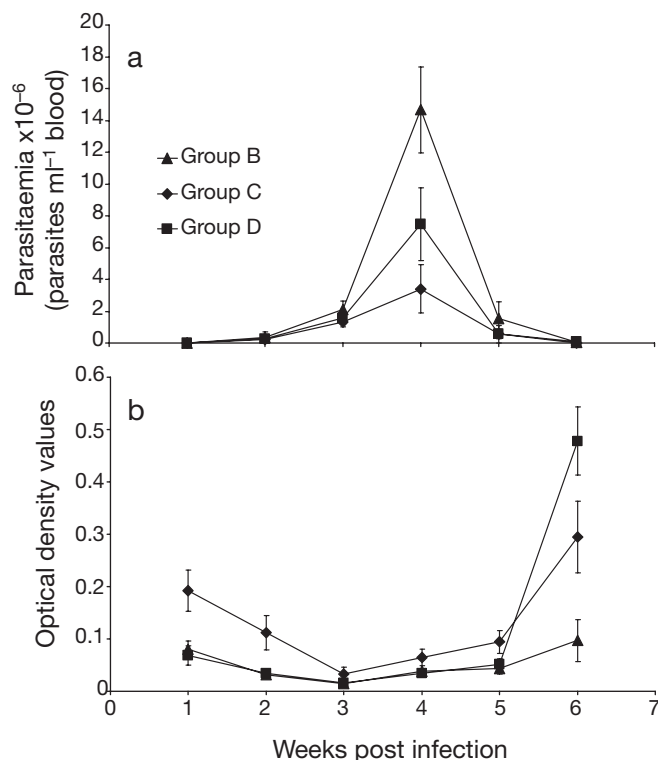 a
Parasitaemia x10⁻⁶
(parasites ml⁻¹ blood)
20
18
16
14
12
10
8
6
4
2
0
Group B
Group C
Group D
b
Optical density values
0.6
0.5
0.4
0.3
0.2
0.1
0
0 1 2 3 4 5 6 7
Weeks post infection